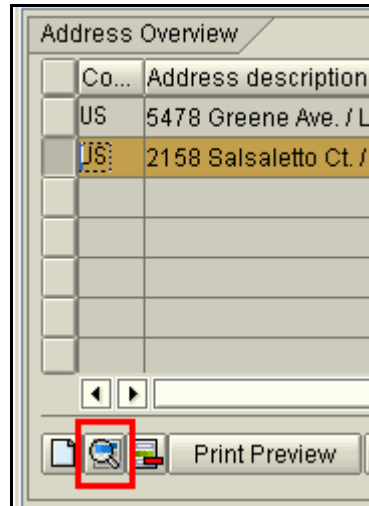 Address Overview
Co... Address description
US 5478 Greene Ave. / L
US 2158 Salsaletto Ct. /
Print Preview